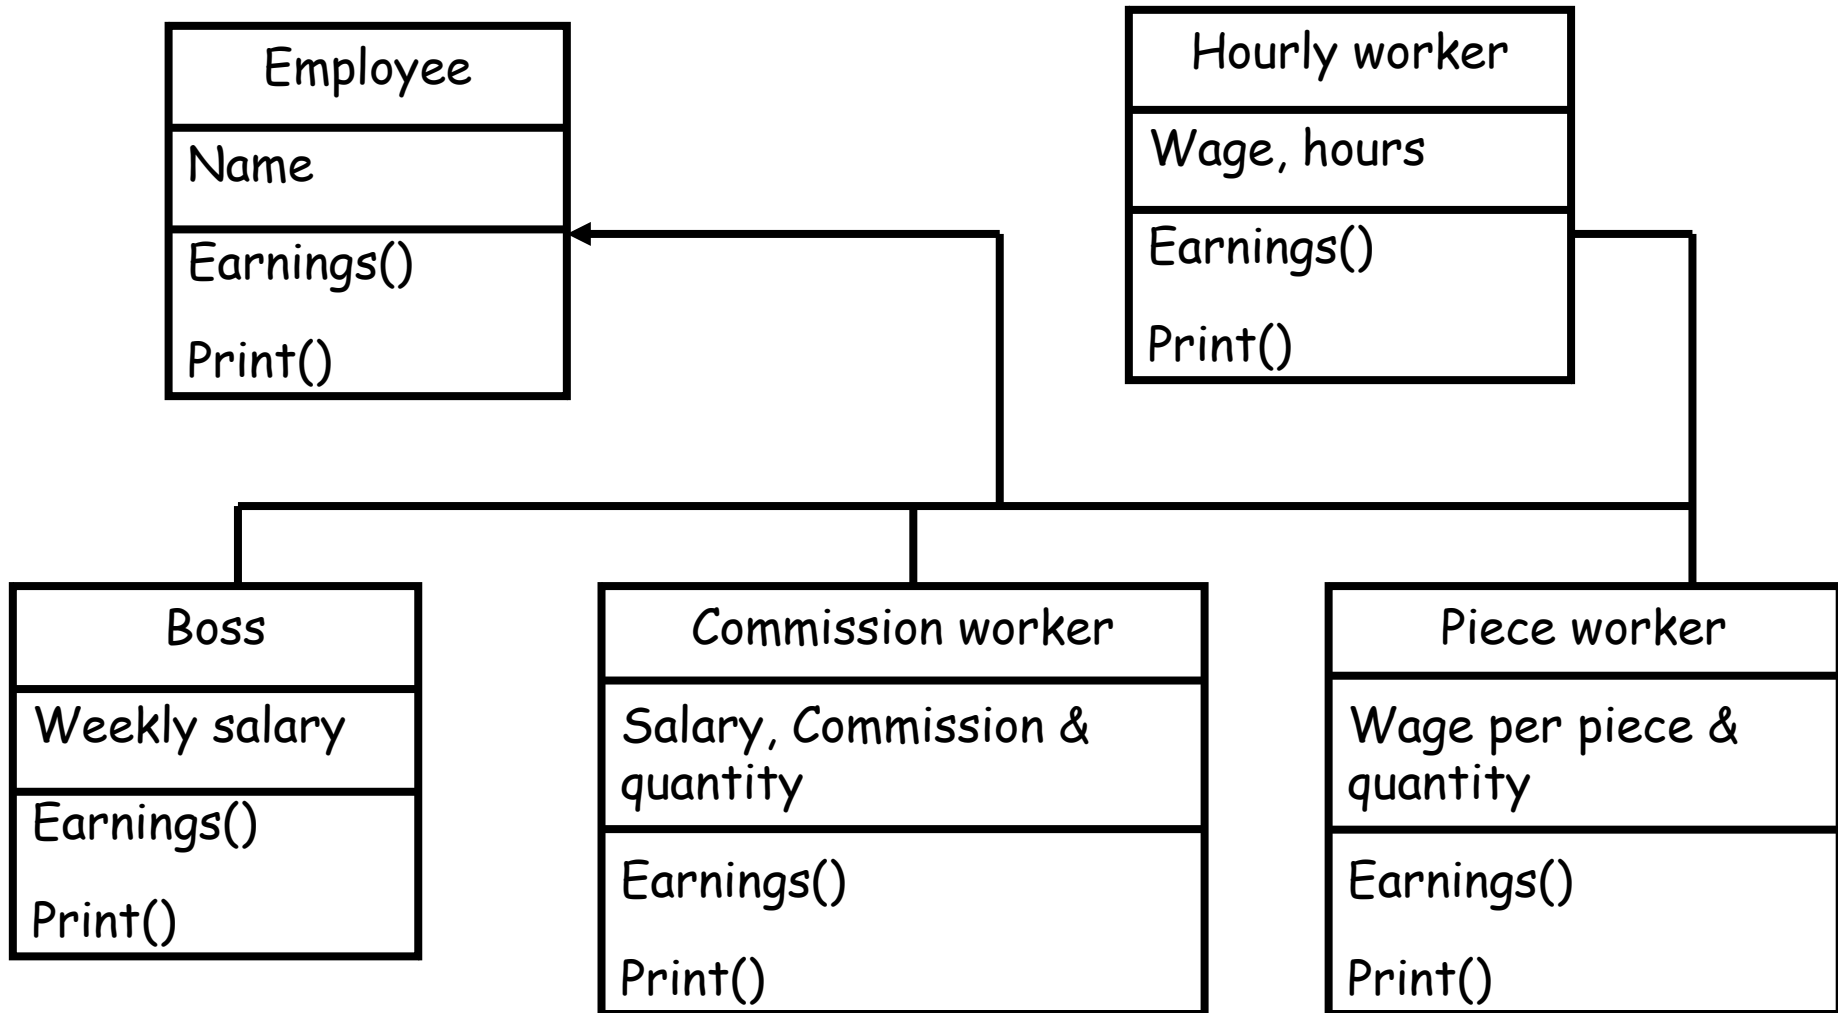 Employee
Name
Earnings()
Print()
Hourly worker
Wage, hours
Earnings()
Print()
Boss
Weekly salary
Earnings()
Print()
Commission worker
Salary, Commission &
quantity
Earnings()
Print()
Piece worker
Wage per piece &
quantity
Earnings()
Print()